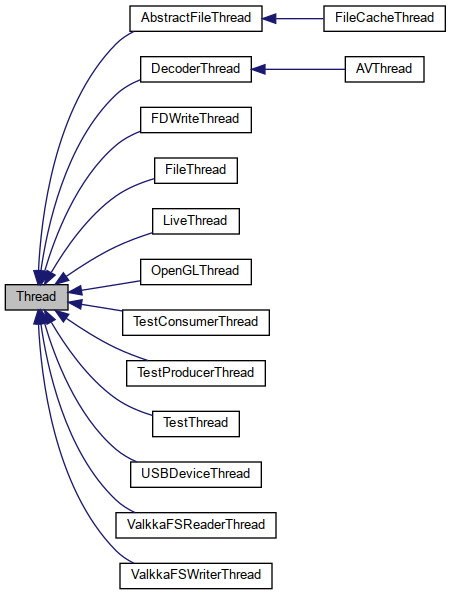 AbstractFileThread
FileCacheThread
DecoderThread
AVThread
FDWriteThread
FileThread
LiveThread
OpenGLThread
Thread
TestConsumerThread
TestProducerThread
TestThread
USBDeviceThread
ValkkaFSReaderThread
ValkkaFSWriterThread